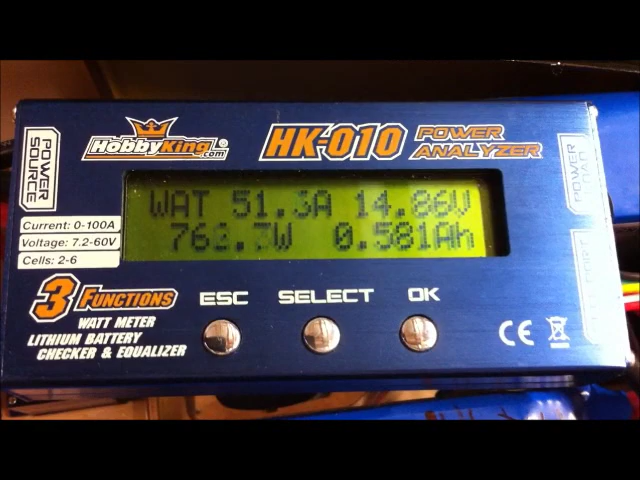 HobbyKing.com®
HK-010 POWER ANALYZER
POWER SOURCE
POWER LOAD
WAT 51.3A 14.86V
0.581Ah
Current: 0-100A
Voltage: 7.2-60V
Cells: 2-6
3 FUNCTIONS
WATT METER
LITHIUM BATTERY
CHECKER & EQUALIZER
ESC SELECT OK
CE